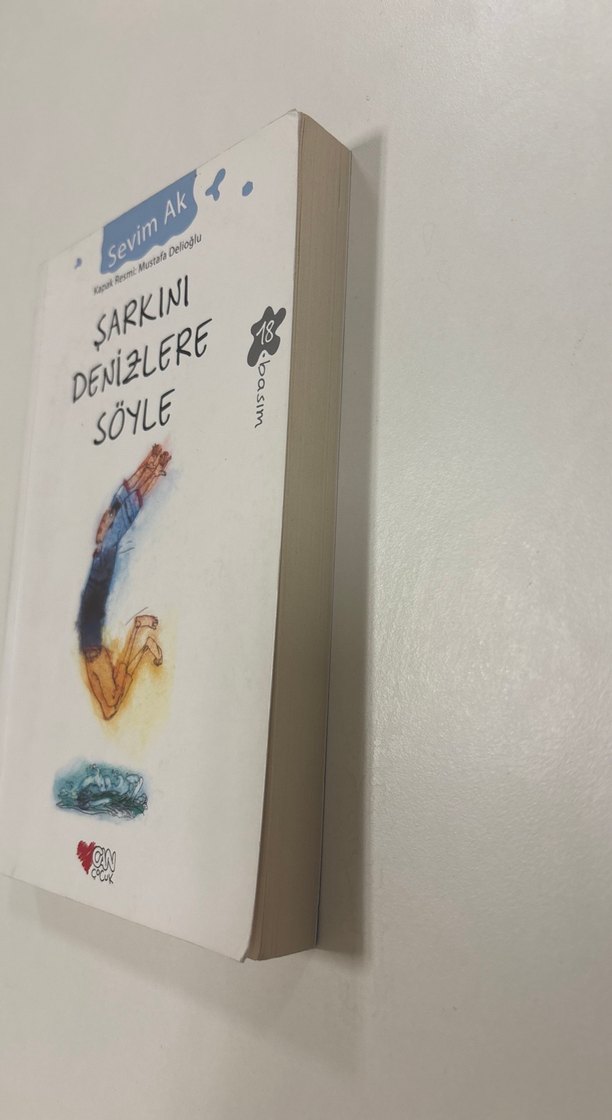 Sevim Ak
Kapak Resmi: Mustafa Delioğlu
ŞARKINI
DENİZLERE
SÖYLE
18.basım
CAN
ÇOCUK